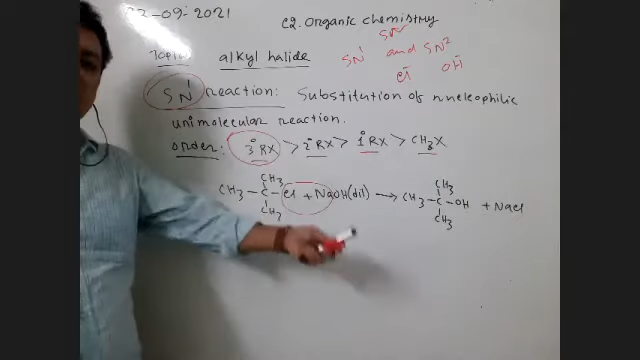 C2-09-2021
C2. Organic chemistry
SN
Topic alkyl halide SN¹ and SN²
Cl⁻ OH⁻
SN¹ reaction: Substitution of nucleophilic
unimolecular reaction.
order: 3° RX > 2° RX > 1° RX > CH₃X
CH₃ CH₃
CH₃ - C - Cl + NaOH (dil) → CH₃ - C - OH + NaCl
CH₃ CH₃